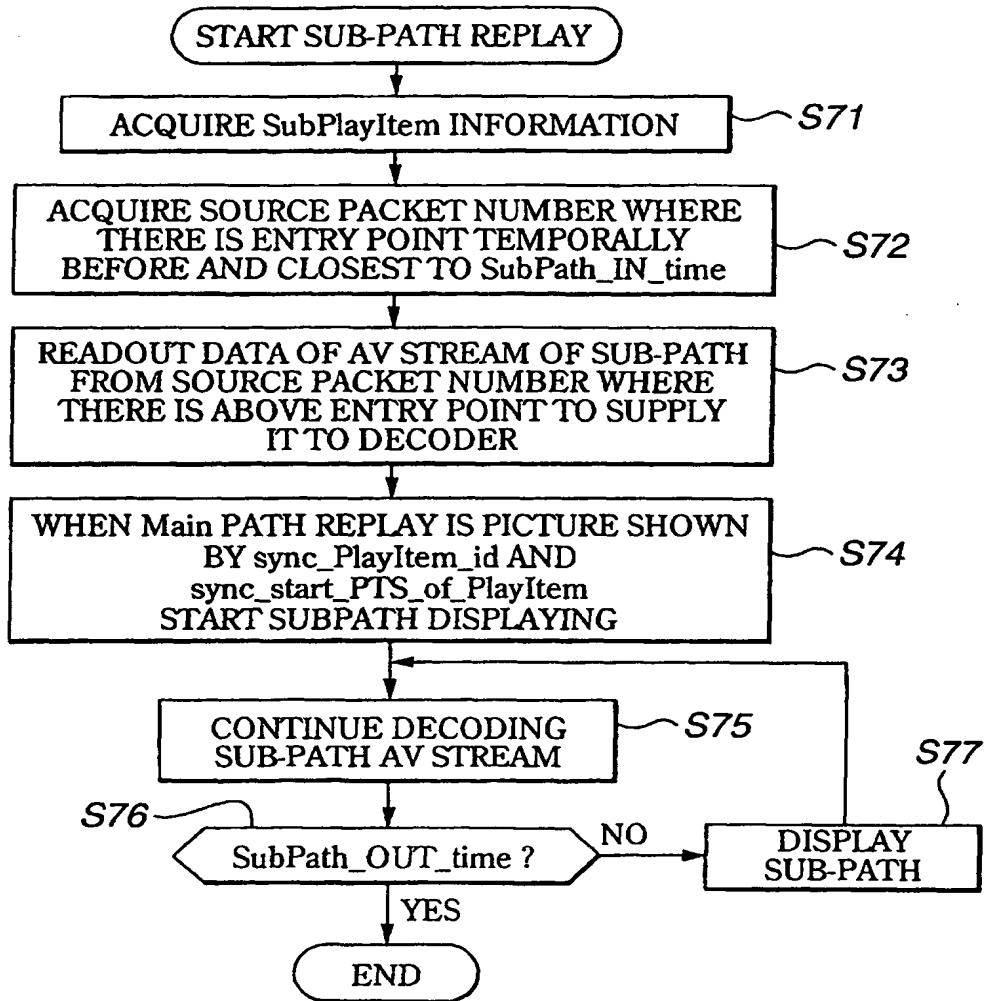 START SUB-PATH REPLAY
ACQUIRE SubPlayItem INFORMATION
S71
ACQUIRE SOURCE PACKET NUMBER WHERE
THERE IS ENTRY POINT TEMPORALLY
BEFORE AND CLOSEST TO SubPath_IN_time
S72
READOUT DATA OF AV STREAM OF SUB-PATH
FROM SOURCE PACKET NUMBER WHERE
THERE IS ABOVE ENTRY POINT TO SUPPLY
IT TO DECODER
S73
WHEN Main PATH REPLAY IS PICTURE SHOWN
BY sync_PlayItem_id AND
sync_start_PTS_of_PlayItem
START SUBPATH DISPLAYING
S74
CONTINUE DECODING
SUB-PATH AV STREAM
S75
S76
SubPath_OUT_time ?
NO
S77
DISPLAY
SUB-PATH
YES
END